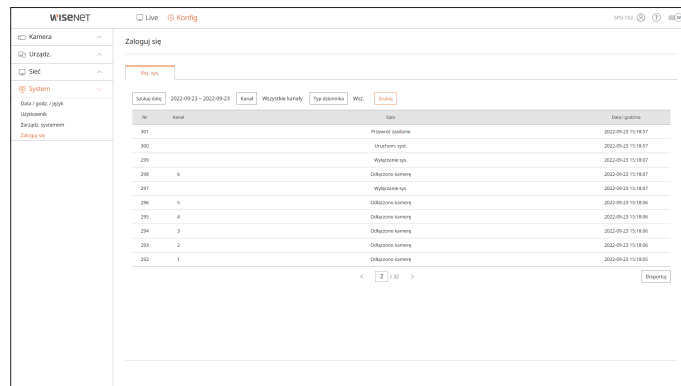 WISENET
Live
Konfig
SPD-152
Kamera
Urządz.
Sieć
System
Data / godz. / język
Użytkownik
Zarządz. systemem
Zaloguj się
Zaloguj się
Rej. sys.
Szukaj datę 2022-09-23 ~ 2022-09-23 Kanał Wszystkie kanały Typ dziennika Wsz. Szukaj
Nr Kanał Opis Data i godzina
301 Przywróć zasilanie 2022-09-23 15:18:57
300 Uruchom. syst. 2022-09-23 15:18:57
299 Wyłączanie sys. 2022-09-23 15:18:07
298 6 Odłączono kamerę 2022-09-23 15:18:07
297 Wyłączanie sys. 2022-09-23 15:18:07
296 5 Odłączono kamerę 2022-09-23 15:18:06
295 4 Odłączono kamerę 2022-09-23 15:18:06
294 3 Odłączono kamerę 2022-09-23 15:18:06
293 2 Odłączono kamerę 2022-09-23 15:18:06
292 1 Odłączono kamerę 2022-09-23 15:18:05
< 2 / 32 >
Eksportuj